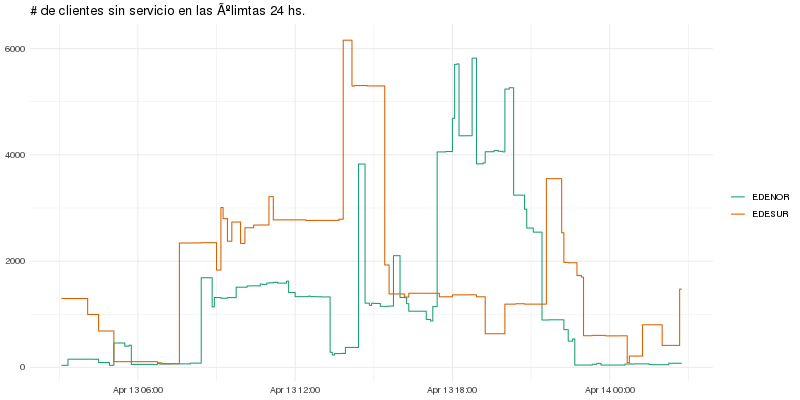 # de clientes sin servicio en las Ãºlimtas 24 hs.
6000
4000
2000
0
Apr 13 06:00
Apr 13 12:00
Apr 13 18:00
Apr 14 00:00
EDENOR
EDESUR